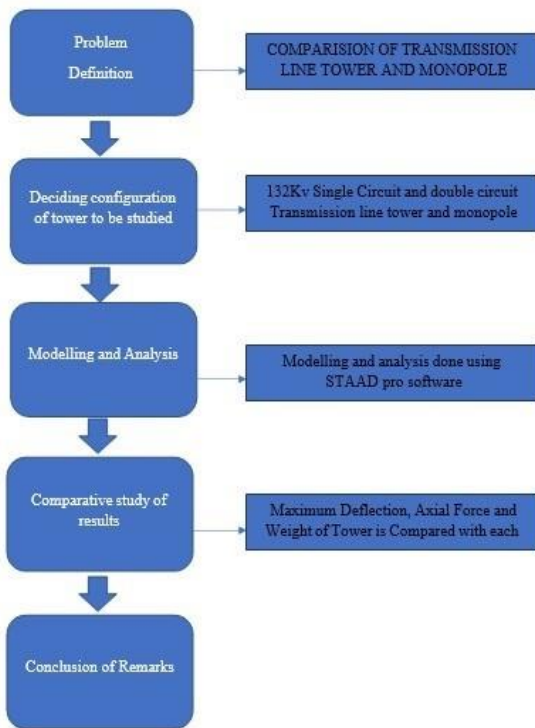 Problem
Definition
COMPARISION OF TRANSMISSION
LINE TOWER AND MONOPOLE
Deciding configuration
of tower to be studied
132Kv Single Circuit and double circuit
Transmission line tower and monopole
Modelling and Analysis
Modelling and analysis done using
STAAD pro software
Comparative study of
results
Maximum Deflection, Axial Force and
Weight of Tower is Compared with each
Conclusion of Remarks